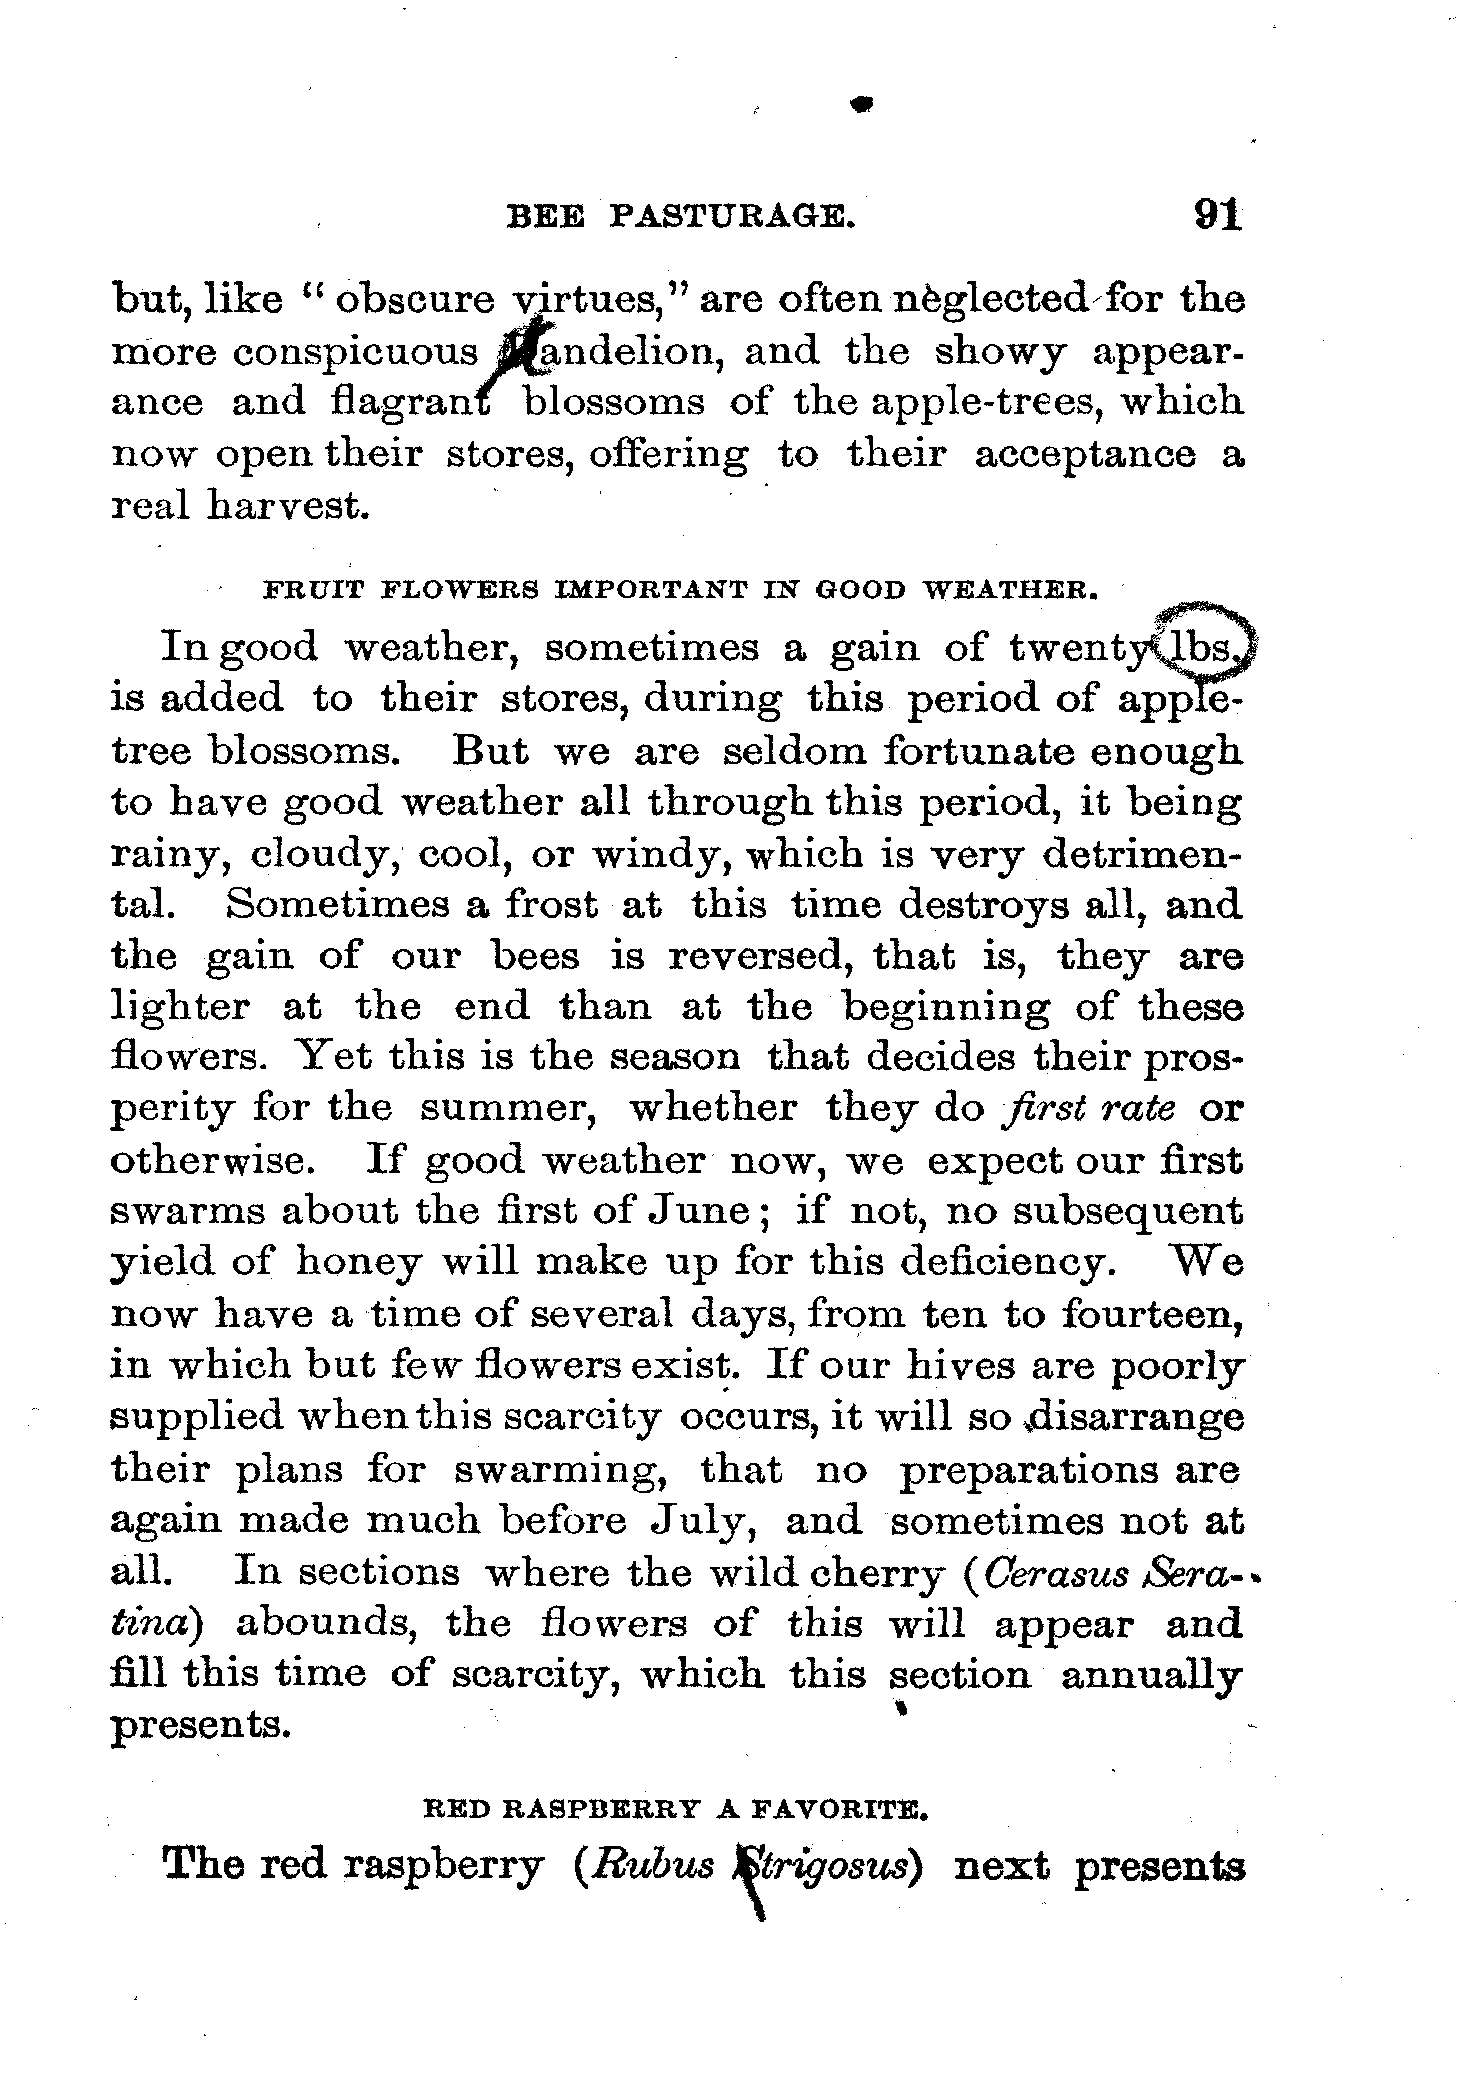 BEE PASTURAGE. 91
but, like " obscure virtues," are often neglected for the
more conspicuous dandelion, and the showy appear-
ance and flagrant blossoms of the apple-trees, which
now open their stores, offering to their acceptance a
real harvest.
FRUIT FLOWERS IMPORTANT IN GOOD WEATHER.
In good weather, sometimes a gain of twenty lbs.
is added to their stores, during this period of apple-
tree blossoms. But we are seldom fortunate enough
to have good weather all through this period, it being
rainy, cloudy, cool, or windy, which is very detrimen-
tal. Sometimes a frost at this time destroys all, and
the gain of our bees is reversed, that is, they are
lighter at the end than at the beginning of these
flowers. Yet this is the season that decides their pros-
perity for the summer, whether they do first rate or
otherwise. If good weather now, we expect our first
swarms about the first of June; if not, no subsequent
yield of honey will make up for this deficiency. We
now have a time of several days, from ten to fourteen,
in which but few flowers exist. If our hives are poorly
supplied when this scarcity occurs, it will so disarrange
their plans for swarming, that no preparations are
again made much before July, and sometimes not at
all. In sections where the wild cherry (Cerasus Sera-
tina) abounds, the flowers of this will appear and
fill this time of scarcity, which this section annually
presents.
RED RASPBERRY A FAVORITE.
The red raspberry (Rubus Strigosus) next presents